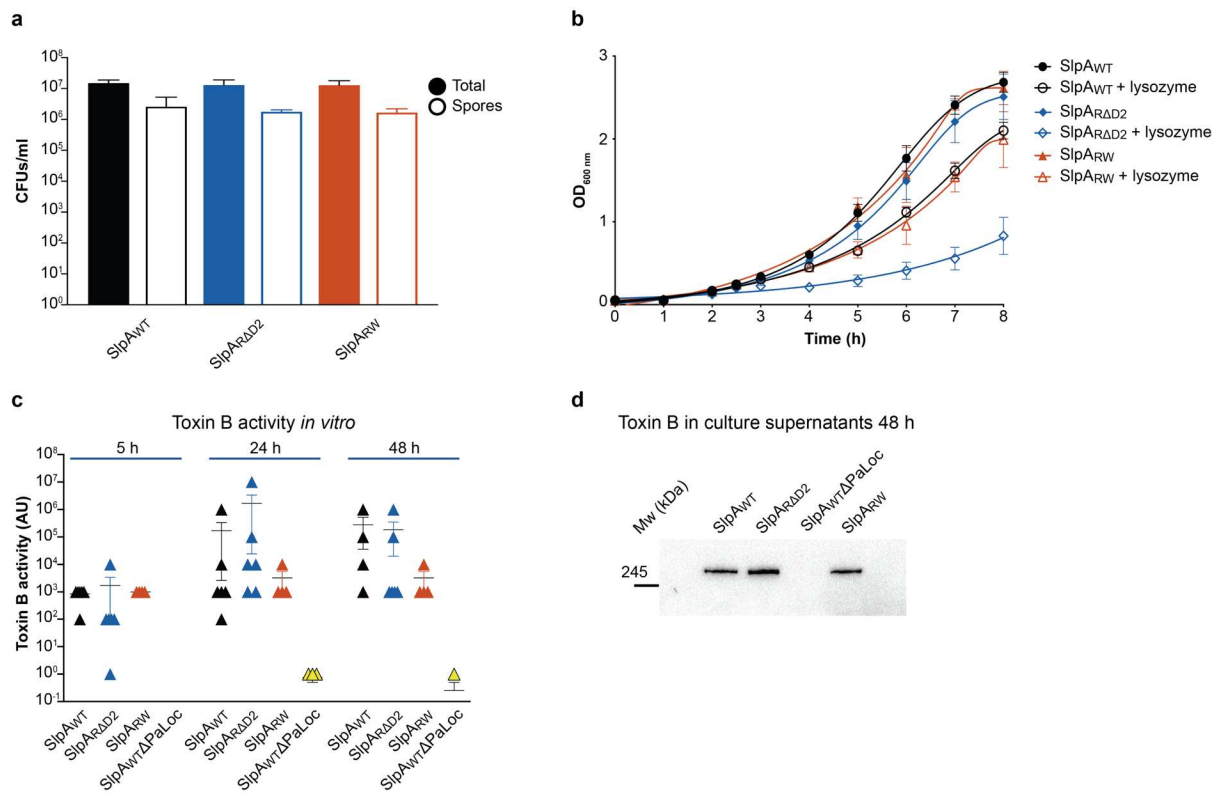 a
10⁸
10⁷
10⁶
10⁵
10⁴
10³
10²
10¹
10⁰
CFUs/ml
Total
Spores
SlpAWT
SlpARΔD2
SlpARW
b
3
2
1
0
OD600 nm
0 1 2 3 4 5 6 7 8
Time (h)
SlpAWT
SlpAWT + lysozyme
SlpARΔD2
SlpARΔD2 + lysozyme
SlpARW
SlpARW + lysozyme
c
Toxin B activity in vitro
5 h 24 h 48 h
10⁸
10⁷
10⁶
10⁵
10⁴
10³
10²
10¹
10⁰
10⁻¹
Toxin B activity (AU)
SlpAWT
SlpARΔD2
SlpARW
SlpAWTΔPaLoc
SlpAWT
SlpARΔD2
SlpARW
SlpAWTΔPaLoc
SlpAWT
SlpARΔD2
SlpARW
SlpAWTΔPaLoc
d
Toxin B in culture supernatants 48 h
Mw (kDa)
SlpAWT
SlpARΔD2
SlpAWTΔPaLoc
SlpARW
245